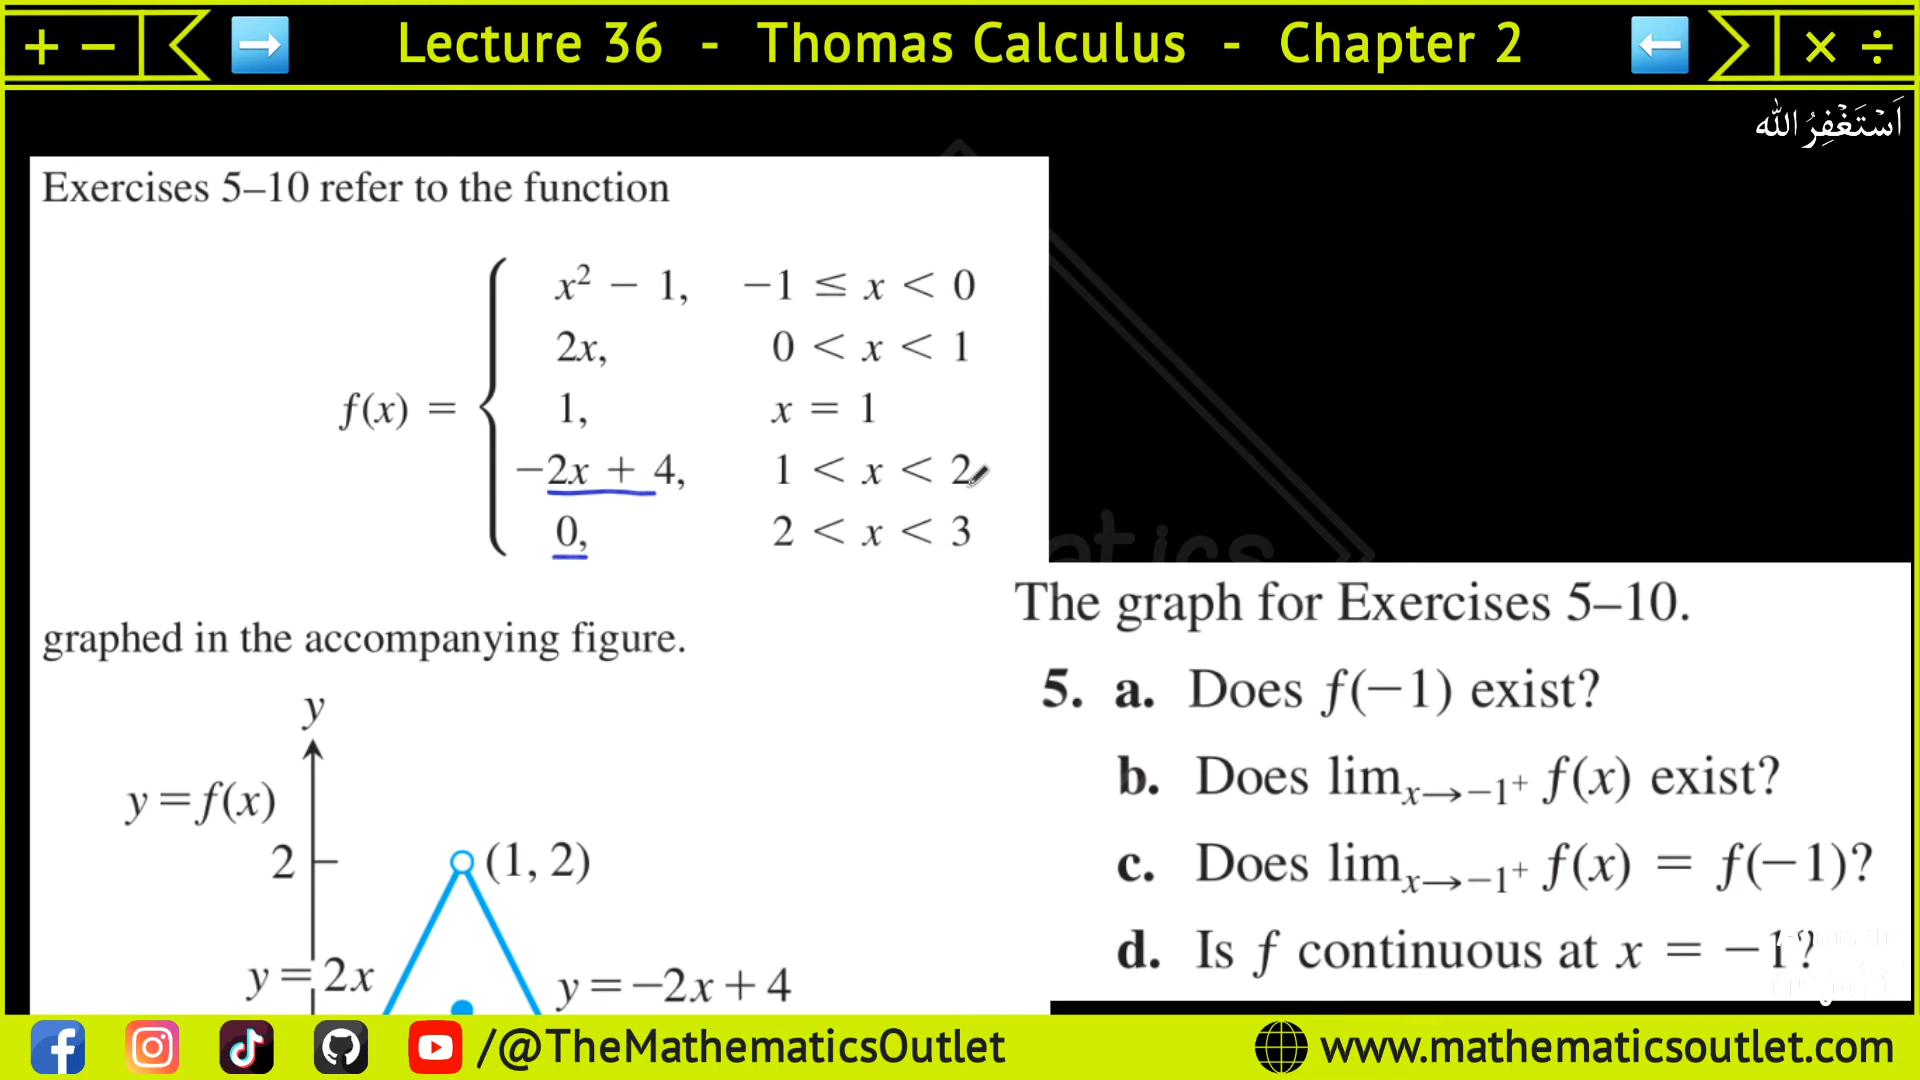 + − Lecture 36 - Thomas Calculus - Chapter 2 × ÷
اَسْتَغْفِرُ اللّٰه
Exercises 5–10 refer to the function
x² − 1, −1 ≤ x < 0
2x, 0 < x < 1
f(x) = 1, x = 1
−2x + 4, 1 < x < 2
0, 2 < x < 3
graphed in the accompanying figure.
y
y = f(x)
2
(1, 2)
y = 2x
y = −2x + 4
The graph for Exercises 5–10.
5. a. Does f(−1) exist?
b. Does lim x→−1⁺ f(x) exist?
c. Does lim x→−1⁺ f(x) = f(−1)?
d. Is f continuous at x = −1?
/@TheMathematicsOutlet
www.mathematicsoutlet.com